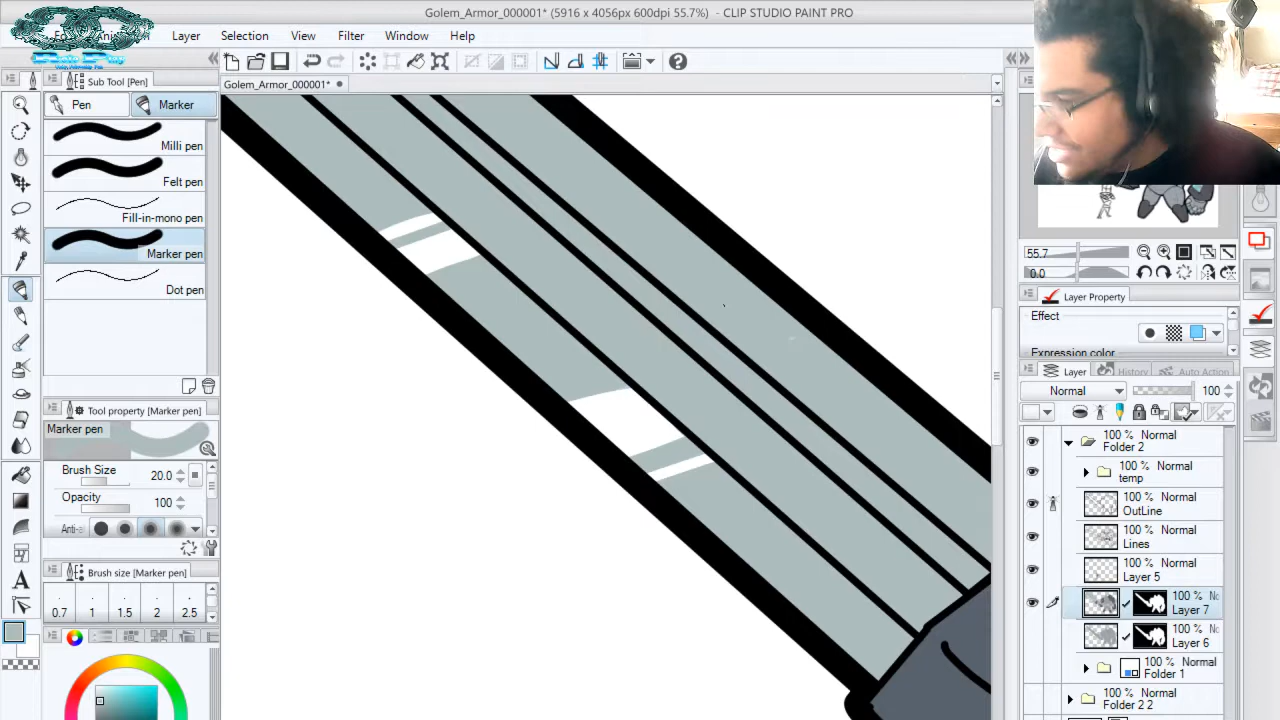 Golem_Armor_000001* (5916 x 4056px 600dpi 55.7%) - CLIP STUDIO PAINT PRO
Layer Selection View Filter Window Help
Sub Tool [Pen]
Golem_Armor_000001*
Pen Marker
Milli pen
Felt pen
Fill-in-mono pen
Marker pen
Dot pen
Tool property [Marker pen]
Marker pen
Brush Size 20.0
Opacity 100
Anti-a
Brush size [Marker pen]
0.7 1 1.5 2 2.5
55.7
0.0
Layer Property
Effect
Expression color
Layer History Auto Action
Normal 100
100 % Normal
Folder 2
100 % Normal
temp
100 % Normal
OutLine
100 % Normal
Lines
100 % Normal
Layer 5
100 % No
Layer 7
100 % No
Layer 6
100 % Normal
Folder 1
100 % Normal
Folder 2 2